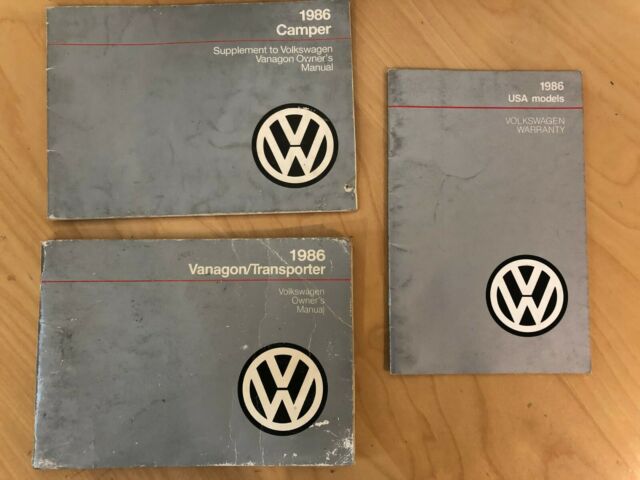 1986
Camper
Supplement to Volkswagen
Vanagon Owner's
Manual
1986
USA models
VOLKSWAGEN
WARRANTY
1986
Vanagon/Transporter
Volkswagen
Owner's
Manual